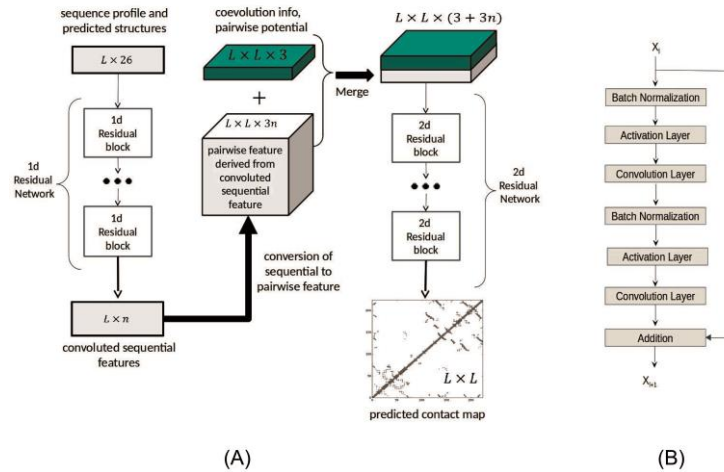 sequence profile and
predicted structures
L × 26
1d
Residual
block
1d
Residual
Network
1d
Residual
block
L × n
convoluted sequential
features
coevolution info,
pairwise potential
L × L × 3
+
L × L × 3n
pairwise feature
derived from
convoluted
sequential
feature
conversion of
sequential to
pairwise feature
Merge
L × L × (3 + 3n)
2d
Residual
block
2d
Residual
Network
2d
Residual
block
L × L
predicted contact map
(A)
X_l
Batch Normalization
Activation Layer
Convolution Layer
Batch Normalization
Activation Layer
Convolution Layer
Addition
X_{l+1}
(B)